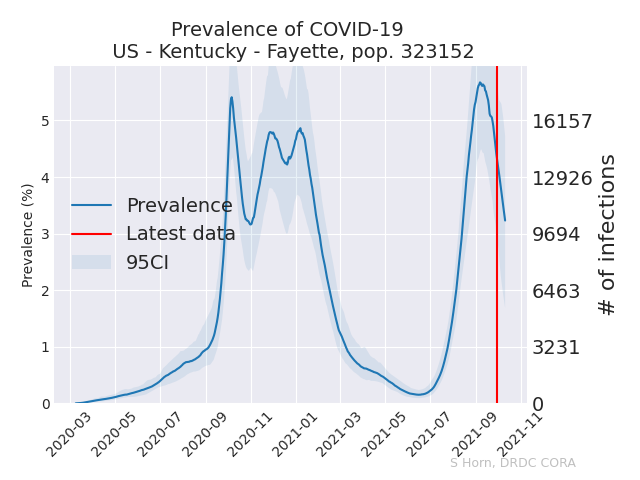 Prevalence of COVID-19
US - Kentucky - Fayette, pop. 323152
Prevalence (%)
5
4
3
2
1
0
Prevalence
Latest data
95CI
16157
12926
9694
6463
3231
0
# of infections
2020-03
2020-05
2020-07
2020-09
2020-11
2021-01
2021-03
2021-05
2021-07
2021-09
2021-11
S Horn, DRDC CORA